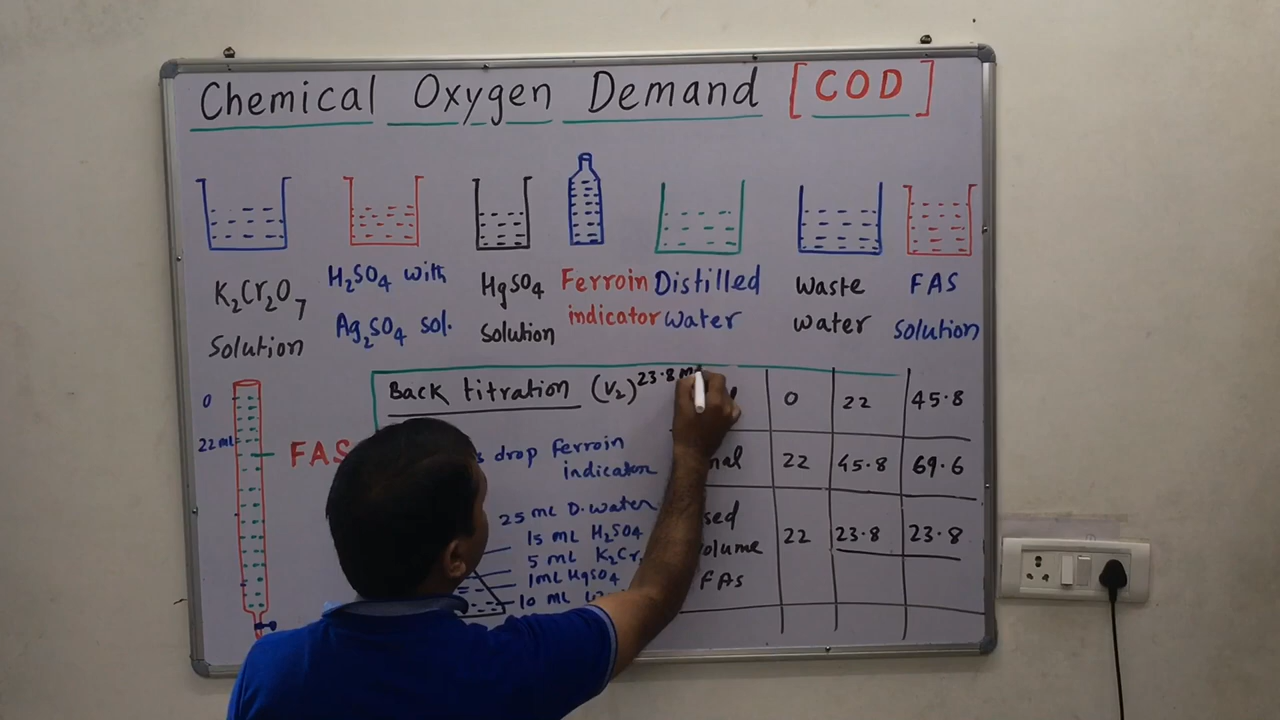 Chemical Oxygen Demand [COD]
K2Cr2O7
Solution
H2SO4 with
Ag2SO4 sol.
HgSO4
Solution
Ferroin
indicator
Distilled
water
Waste
water
FAS
Solution
0
22 mL
FAS
Back titration (V2) 23.8 m
drop ferroin
indicator
25 mL D. water
15 mL H2SO4
5 mL K2Cr
1 mL HgSO4
10 mL
0 22 45.8
22 45.8 69.6
22 23.8 23.8
FAS